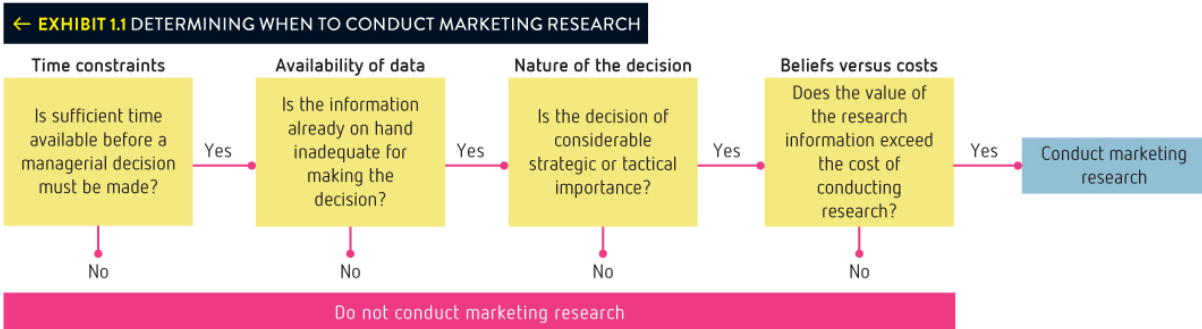 ← EXHIBIT 1.1 DETERMINING WHEN TO CONDUCT MARKETING RESEARCH
Time constraints
Is sufficient time
available before a
managerial decision
must be made?
Yes
No
Availability of data
Is the information
already on hand
inadequate for
making the
decision?
Yes
No
Nature of the decision
Is the decision of
considerable
strategic or tactical
importance?
Yes
No
Beliefs versus costs
Does the value of
the research
information exceed
the cost of
conducting
research?
Yes
No
Conduct marketing
research
Do not conduct marketing research